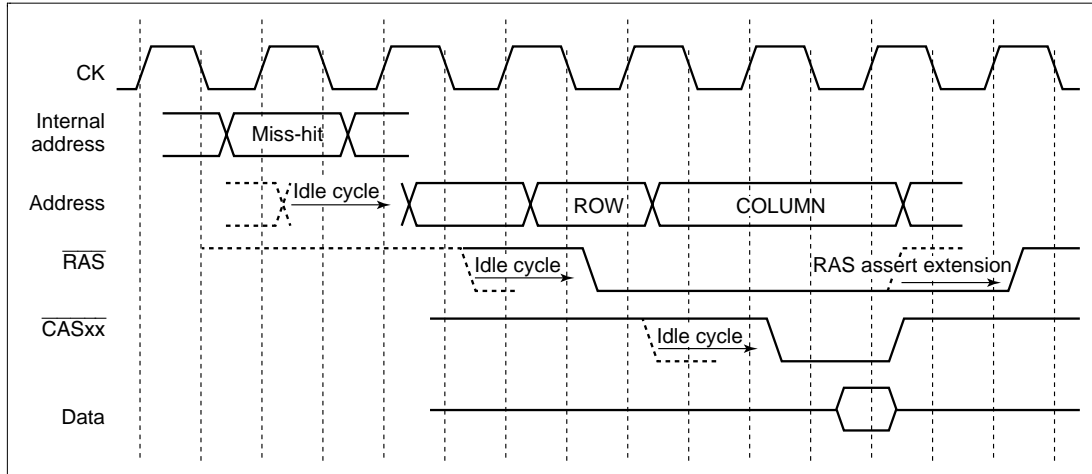 CK
Internal
address
Miss-hit
Address
Idle cycle
ROW
COLUMN
RAS
Idle cycle
RAS assert extension
CASxx
Idle cycle
Data